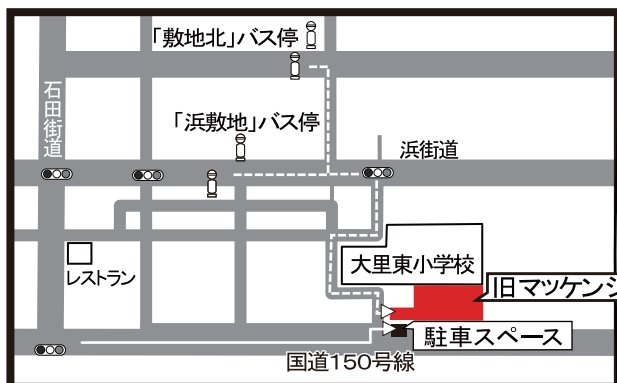 「敷地北」バス停
石田街道
「浜敷地」バス停
浜街道
レストラン
大里東小学校
旧マッケンジ
駐車スペース
国道150号線